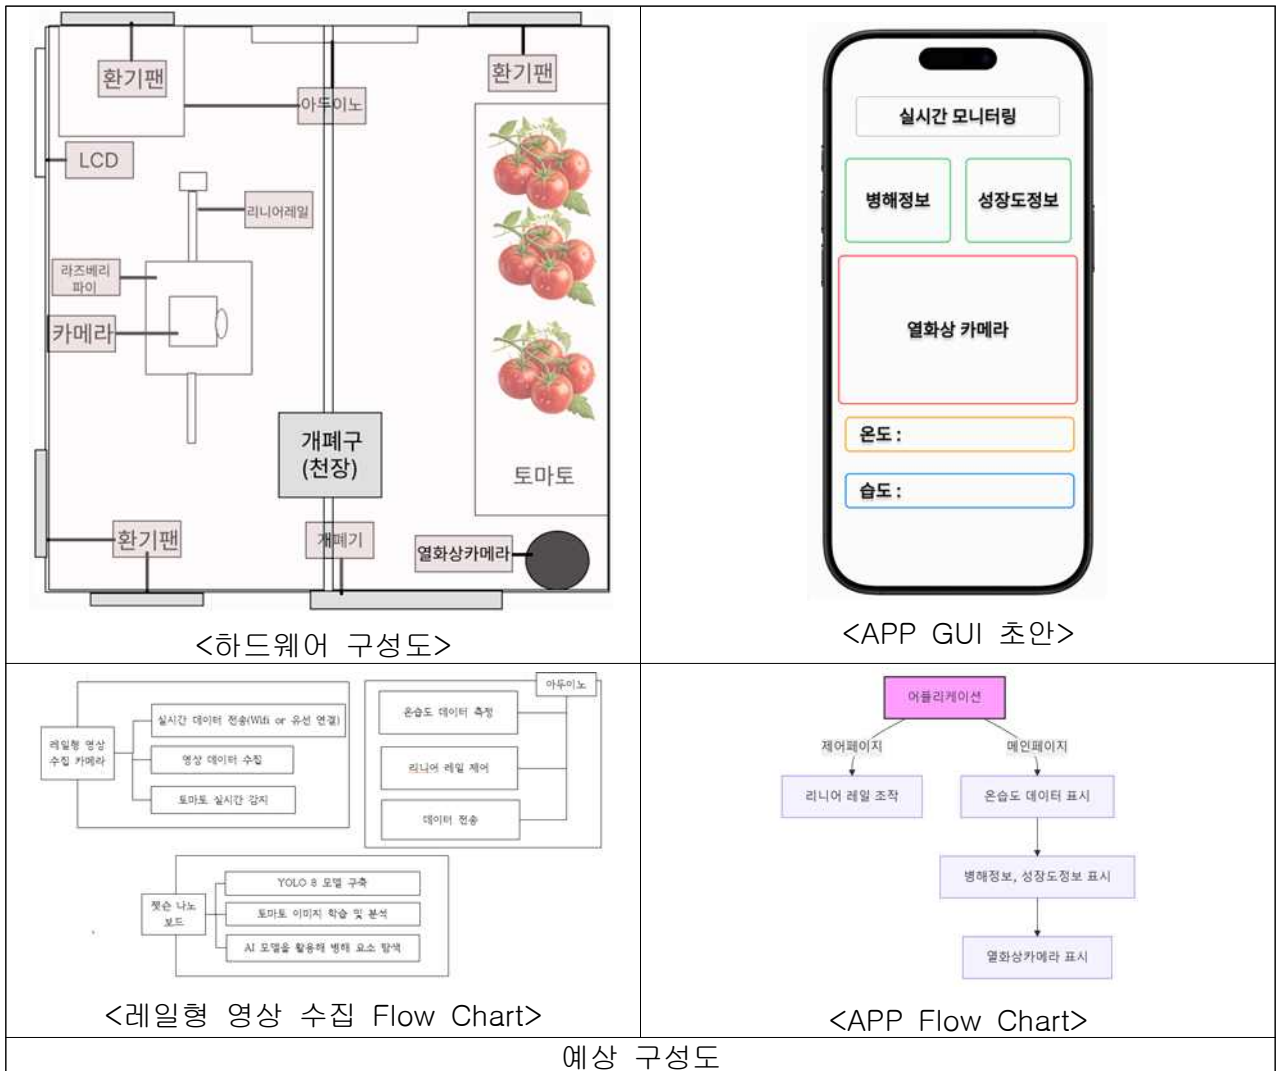 환기팬
환기팬
아두이노
LCD
리니어레일
라즈베리
파이
카메라
개폐구
(천장)
토마토
환기팬
개폐기
열화상카메라
<하드웨어 구성도>
실시간 모니터링
병해정보
성장도정보
열화상 카메라
온도 :
습도 :
<APP GUI 초안>
레일형 영상
수집 카메라
실시간 데이터 전송(Wifi or 유선 연결)
영상 데이터 수집
토마토 실시간 감지
아두이노
온습도 데이터 측정
리니어 레일 제어
데이터 전송
젯슨 나노
보드
YOLO 8 모델 구축
토마토 이미지 학습 및 분석
AI 모델을 활용해 병해 요소 탐색
<레일형 영상 수집 Flow Chart>
어플리케이션
제어페이지
메인페이지
리니어 레일 조작
온습도 데이터 표시
병해정보, 성장도정보 표시
열화상카메라 표시
<APP Flow Chart>
예상 구성도